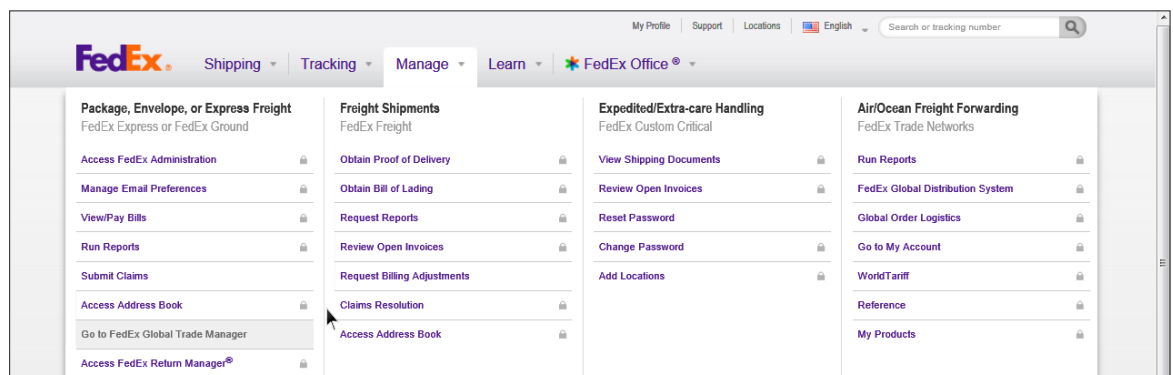 My Profile Support Locations English Search or tracking number
FedEx. Shipping Tracking Manage Learn FedEx Office ®
Package, Envelope, or Express Freight
FedEx Express or FedEx Ground
Access FedEx Administration
Manage Email Preferences
View/Pay Bills
Run Reports
Submit Claims
Access Address Book
Go to FedEx Global Trade Manager
Access FedEx Return Manager®
Freight Shipments
FedEx Freight
Obtain Proof of Delivery
Obtain Bill of Lading
Request Reports
Review Open Invoices
Request Billing Adjustments
Claims Resolution
Access Address Book
Expedited/Extra-care Handling
FedEx Custom Critical
View Shipping Documents
Review Open Invoices
Reset Password
Change Password
Add Locations
Air/Ocean Freight Forwarding
FedEx Trade Networks
Run Reports
FedEx Global Distribution System
Global Order Logistics
Go to My Account
WorldTariff
Reference
My Products